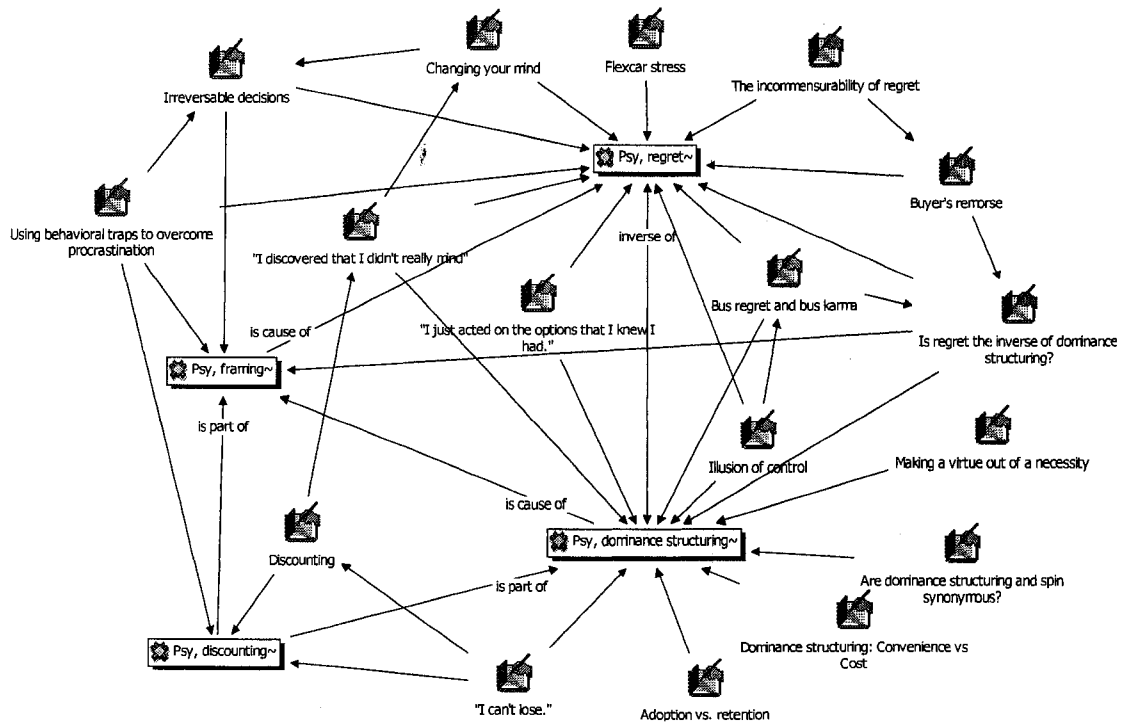 Changing your mind
Flexcar stress
The incommensurability of regret
Irreversable decisions
Psy, regret~
Buyer's remorse
Using behavioral traps to overcome
procrastination
inverse of
"I discovered that I didn't really mind"
Bus regret and bus karma
is cause of
"I just acted on the options that I knew I
had."
Is regret the inverse of dominance
structuring?
Psy, framing~
is part of
Illusion of control
Making a virtue out of a necessity
is cause of
Psy, dominance structuring~
Discounting
is part of
Are dominance structuring and spin
synonymous?
Psy, discounting~
Dominance structuring: Convenience vs
Cost
"I can't lose."
Adoption vs. retention